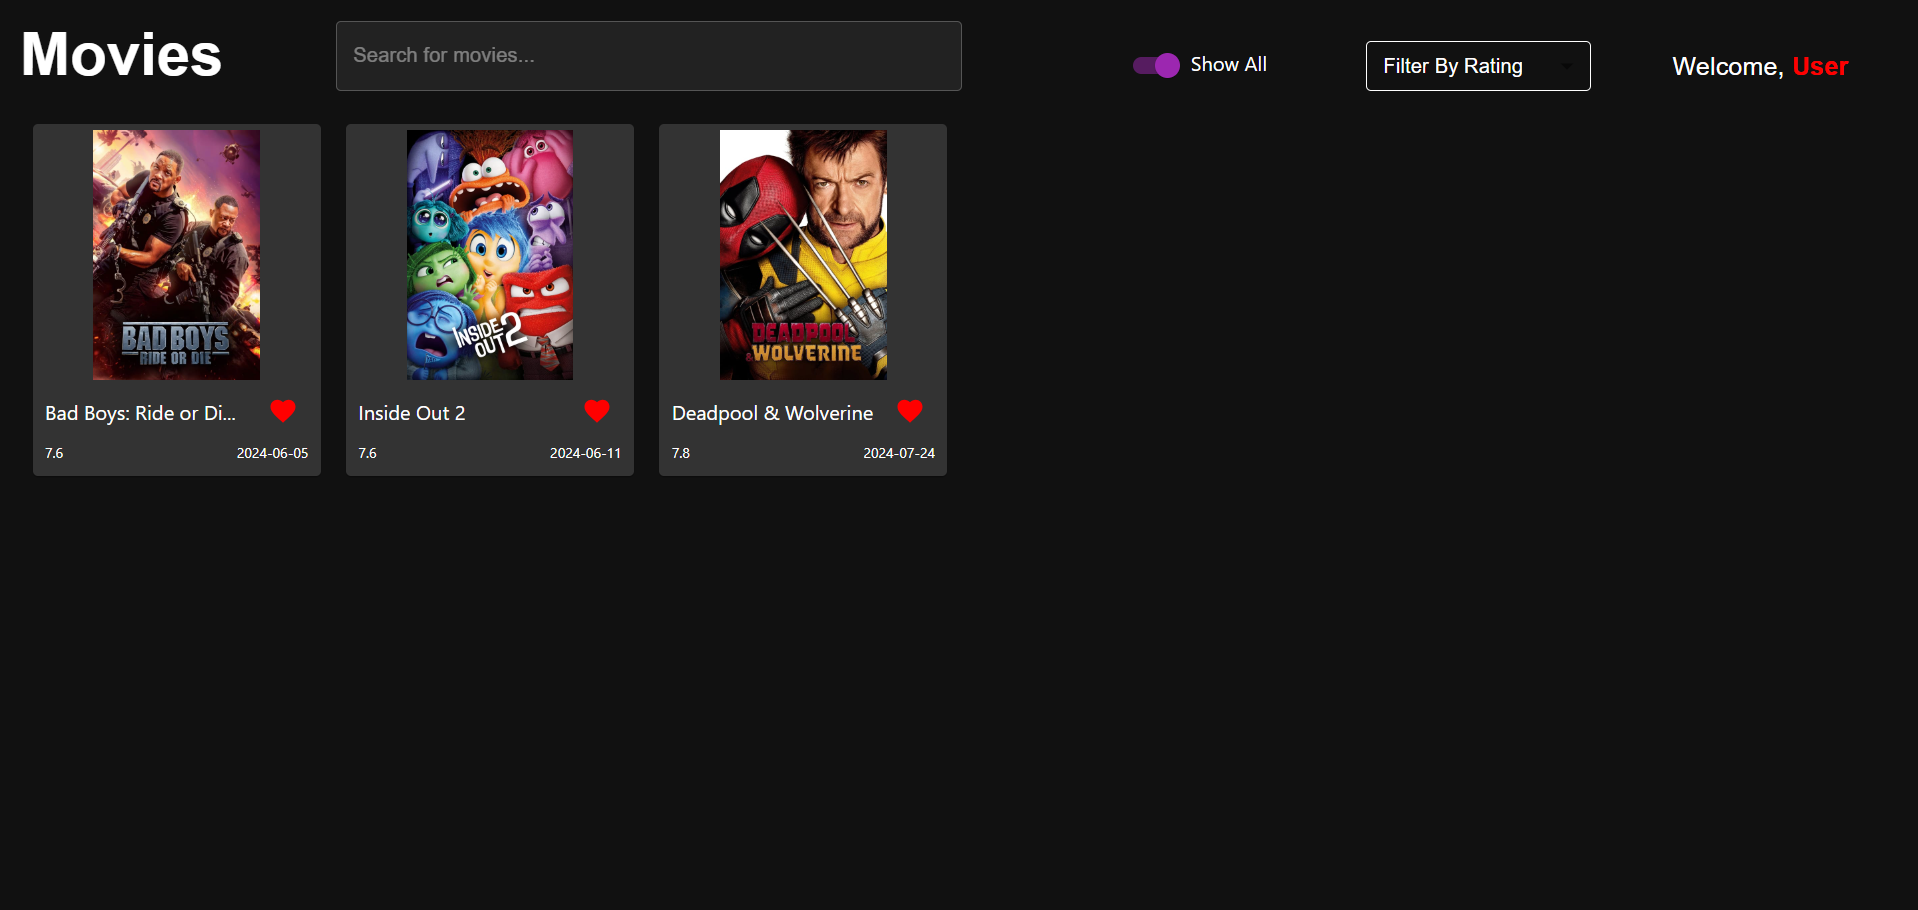 Movies
Search for movies...
Show All
Filter By Rating
Welcome, User
BAD BOYS
RIDE OR DIE
INSIDE
OUT 2
DEADPOOL
& WOLVERINE
Bad Boys: Ride or Di...
Inside Out 2
Deadpool & Wolverine
7.6
2024-06-05
7.6
2024-06-11
7.8
2024-07-24